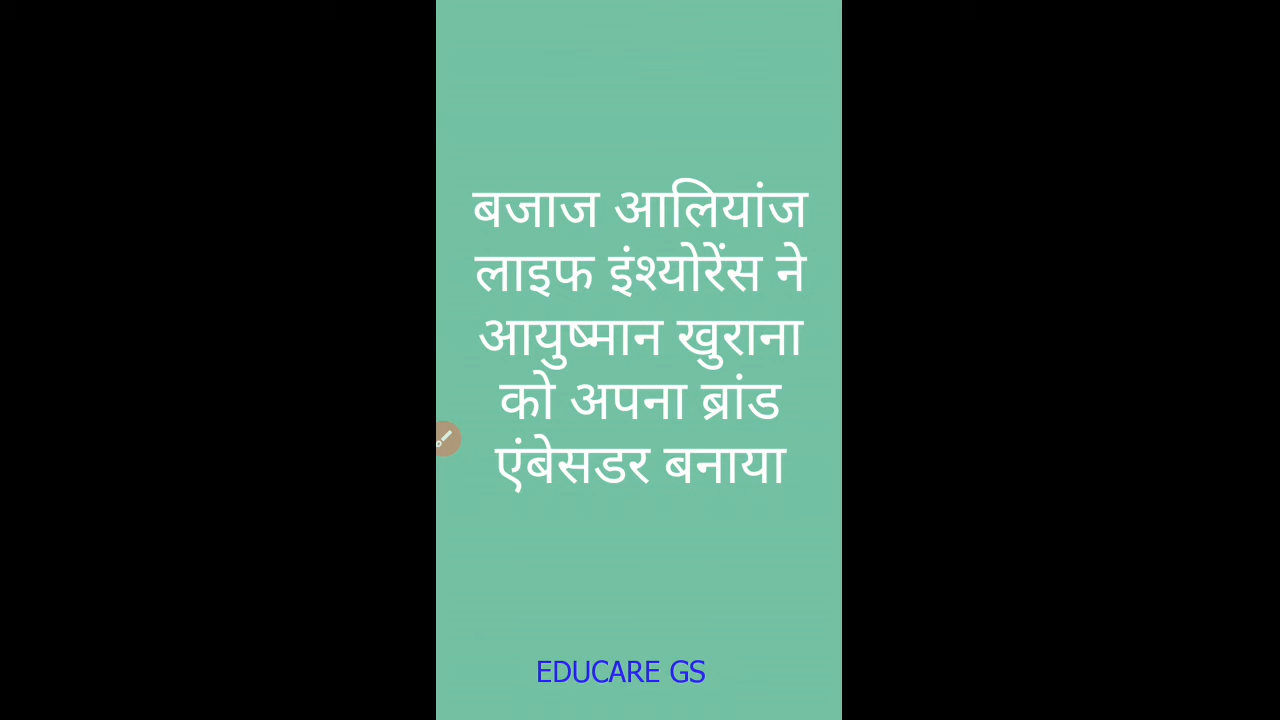 बजाज आलियांज
लाइफ इंश्योरेंस ने
आयुष्मान खुराना
को अपना ब्रांड
एंबेसडर बनाया
EDUCARE GS